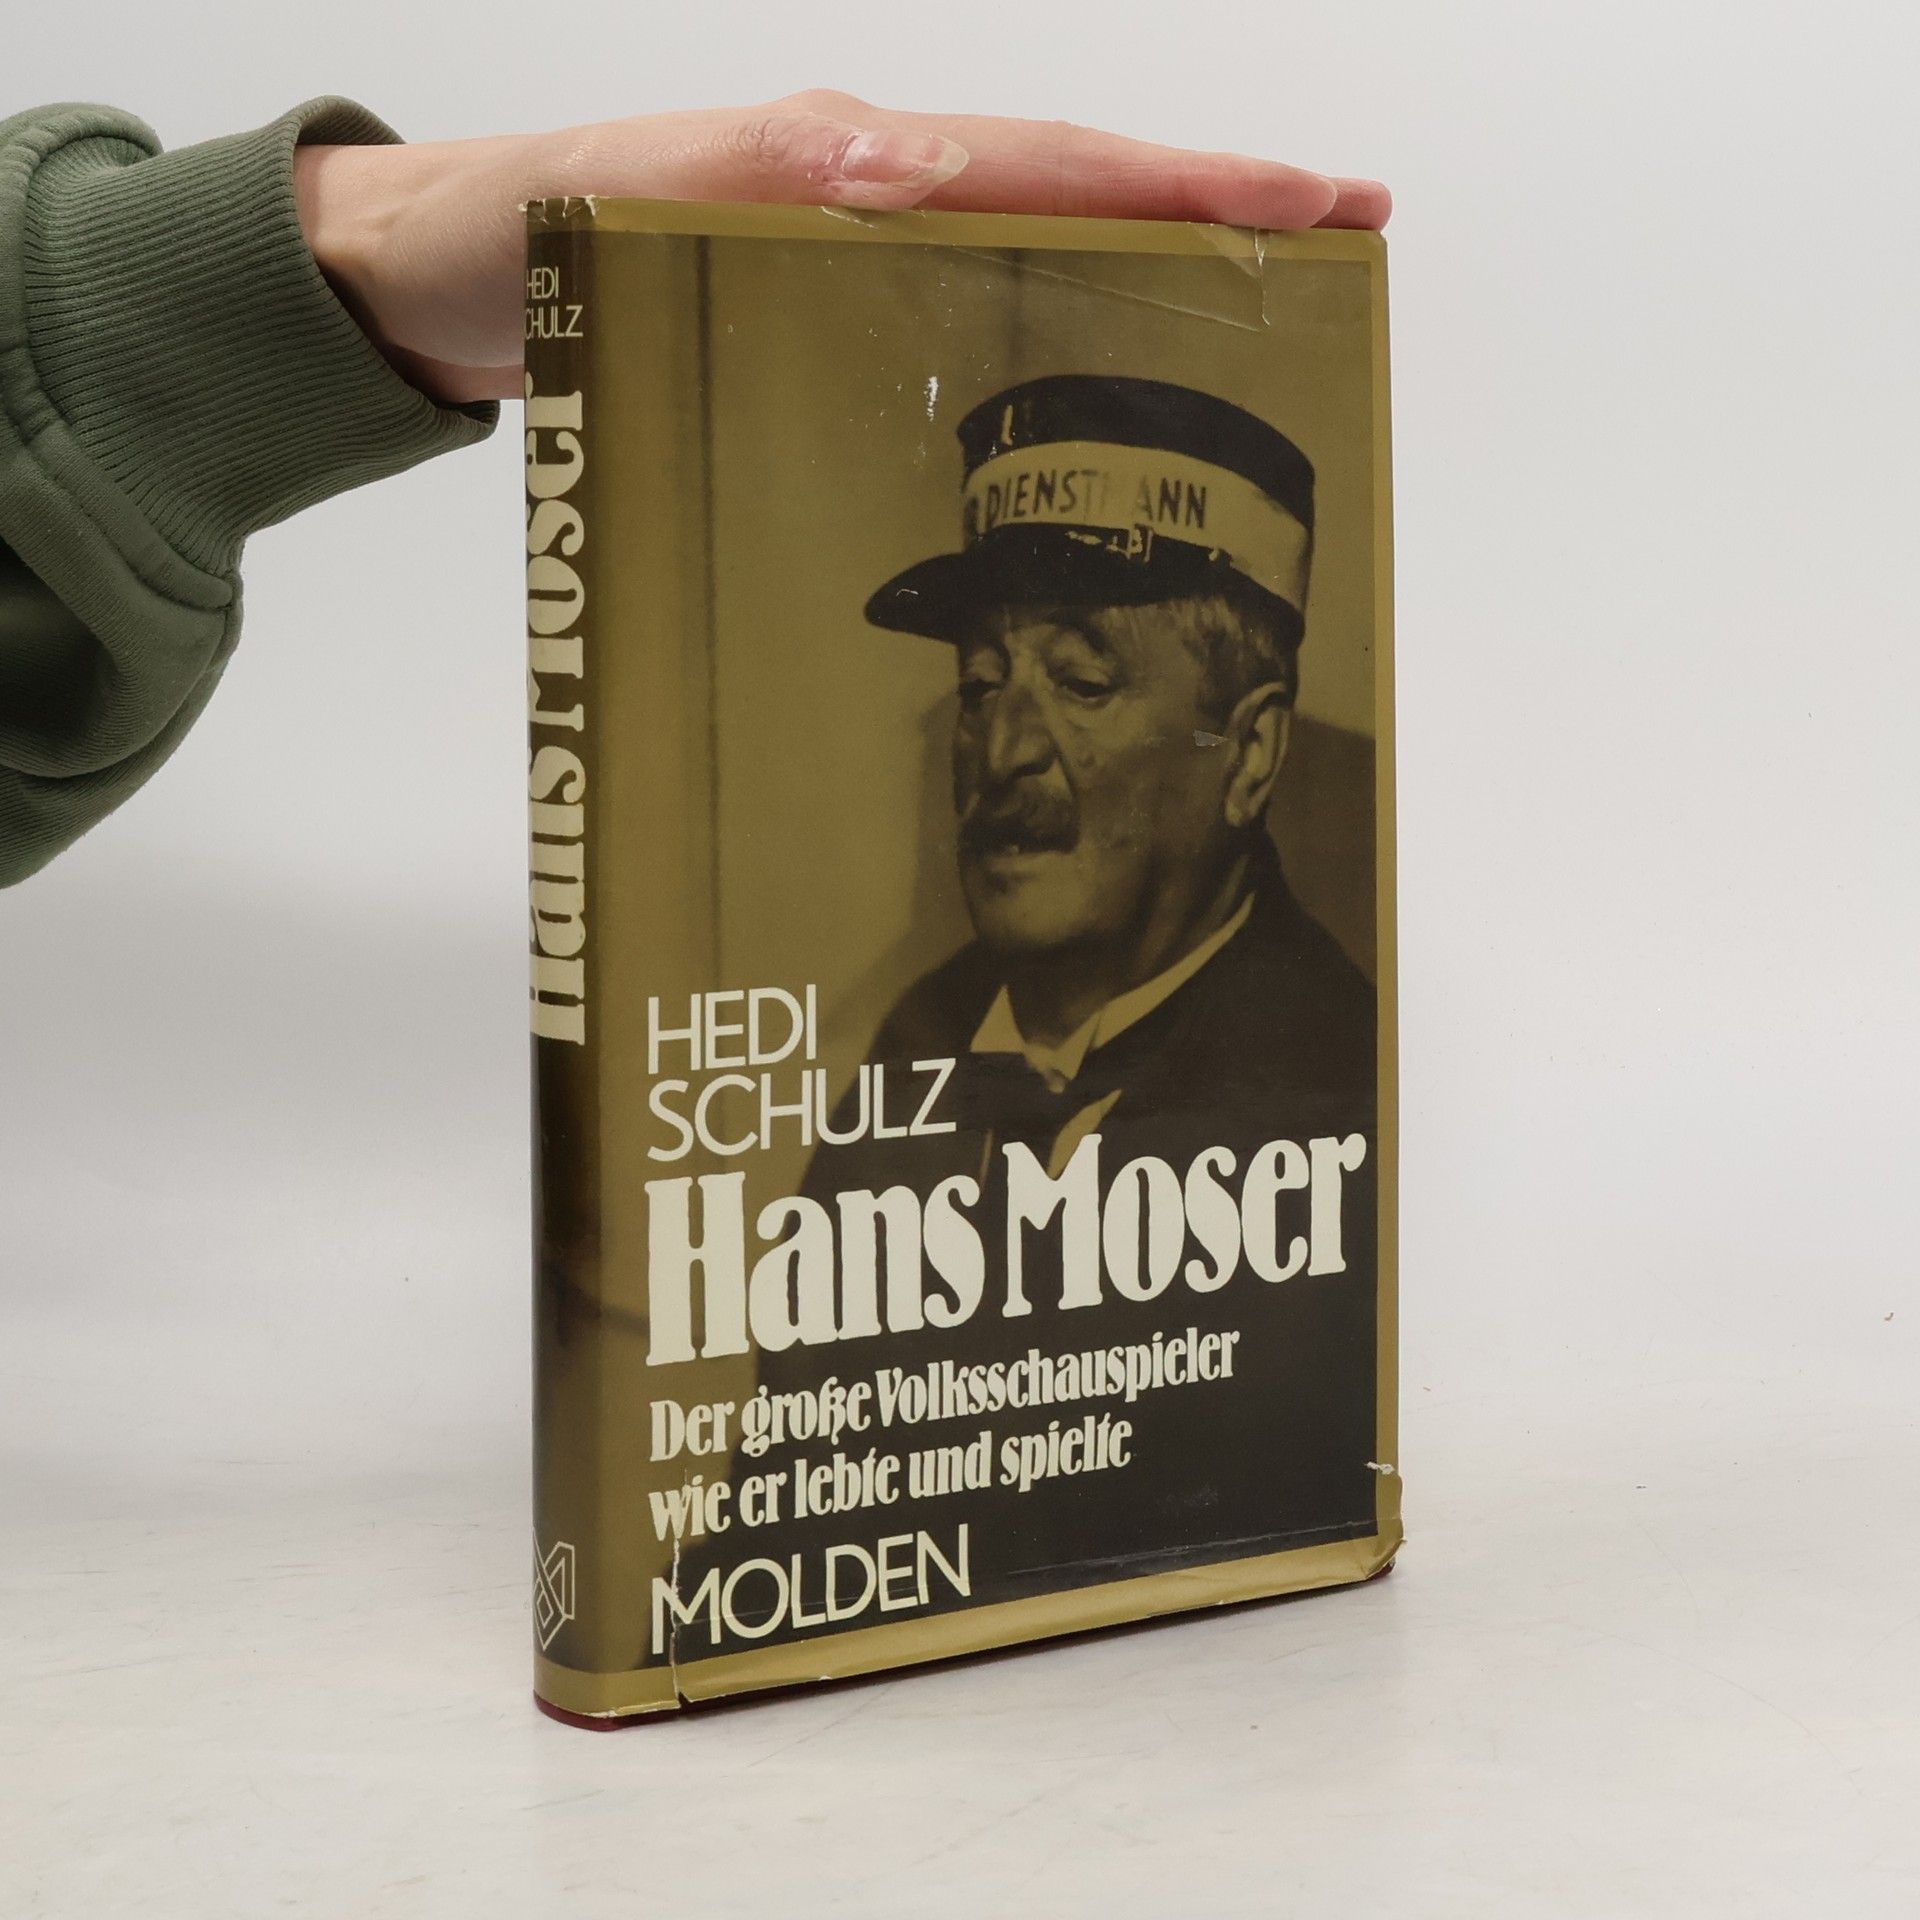 HEDI
SCHULZ
Hans Moser
DIENSTMANN
HEDI
SCHULZ
Hans Moser
Der große Volksschauspieler
wie er lebte und spielte
MOLDEN